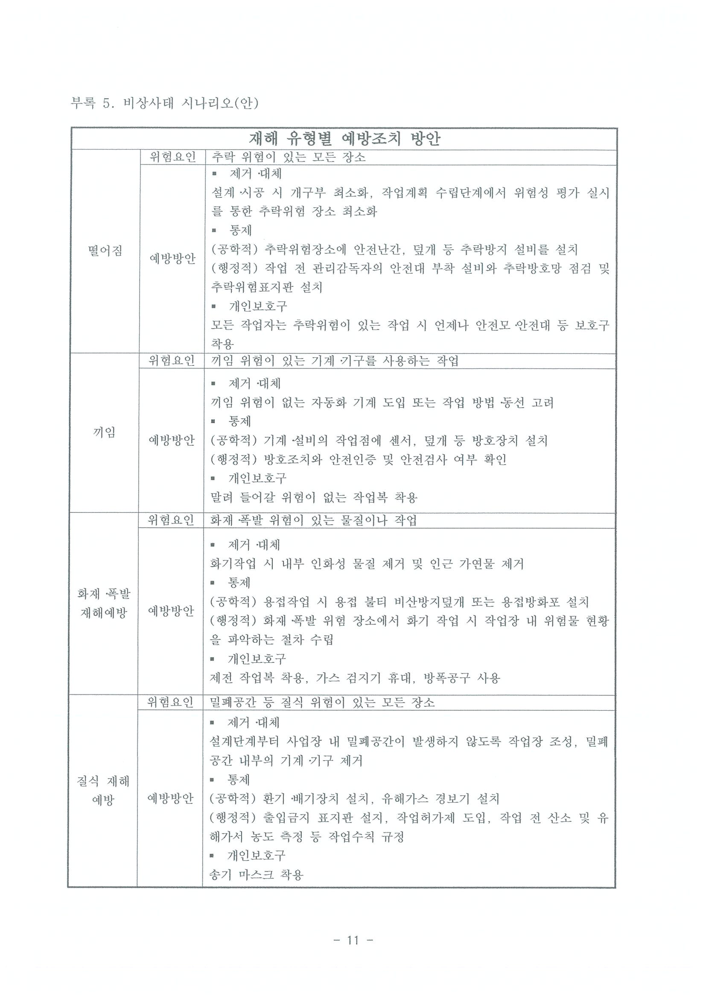 부록 5. 비상사태 시나리오(안)
재해 유형별 예방조치 방안
떨어짐
위험요인
추락 위험이 있는 모든 장소
예방방안
▪ 제거·대체
설계·시공 시 개구부 최소화, 작업계획 수립단계에서 위험성 평가 실시
를 통한 추락위험 장소 최소화
▪ 통제
(공학적) 추락위험장소에 안전난간, 덮개 등 추락방지 설비를 설치
(행정적) 작업 전 관리감독자의 안전대 부착 설비와 추락방호망 점검 및
추락위험표지판 설치
▪ 개인보호구
모든 작업자는 추락위험이 있는 작업 시 언제나 안전모·안전대 등 보호구
착용
끼임
위험요인
끼임 위험이 있는 기계·기구를 사용하는 작업
예방방안
▪ 제거·대체
끼임 위험이 없는 자동화 기계 도입 또는 작업 방법·동선 고려
▪ 통제
(공학적) 기계·설비의 작업점에 센서, 덮개 등 방호장치 설치
(행정적) 방호조치와 안전인증 및 안전검사 여부 확인
▪ 개인보호구
말려 들어갈 위험이 없는 작업복 착용
화재·폭발
재해예방
위험요인
화재·폭발 위험이 있는 물질이나 작업
예방방안
▪ 제거·대체
화기작업 시 내부 인화성 물질 제거 및 인근 가연물 제거
▪ 통제
(공학적) 용접작업 시 용접 불티 비산방지덮개 또는 용접방화포 설치
(행정적) 화재·폭발 위험 장소에서 화기 작업 시 작업장 내 위험물 현황
을 파악하는 절차 수립
▪ 개인보호구
제전 작업복 착용, 가스 검지기 휴대, 방폭공구 사용
질식 재해
예방
위험요인
밀폐공간 등 질식 위험이 있는 모든 장소
예방방안
▪ 제거·대체
설계단계부터 사업장 내 밀폐공간이 발생하지 않도록 작업장 조성, 밀폐
공간 내부의 기계·기구 제거
▪ 통제
(공학적) 환기·배기장치 설치, 유해가스 경보기 설치
(행정적) 출입금지 표지판 설지, 작업허가제 도입, 작업 전 산소 및 유
해가서 농도 측정 등 작업수칙 규정
▪ 개인보호구
송기 마스크 착용
- 11 -